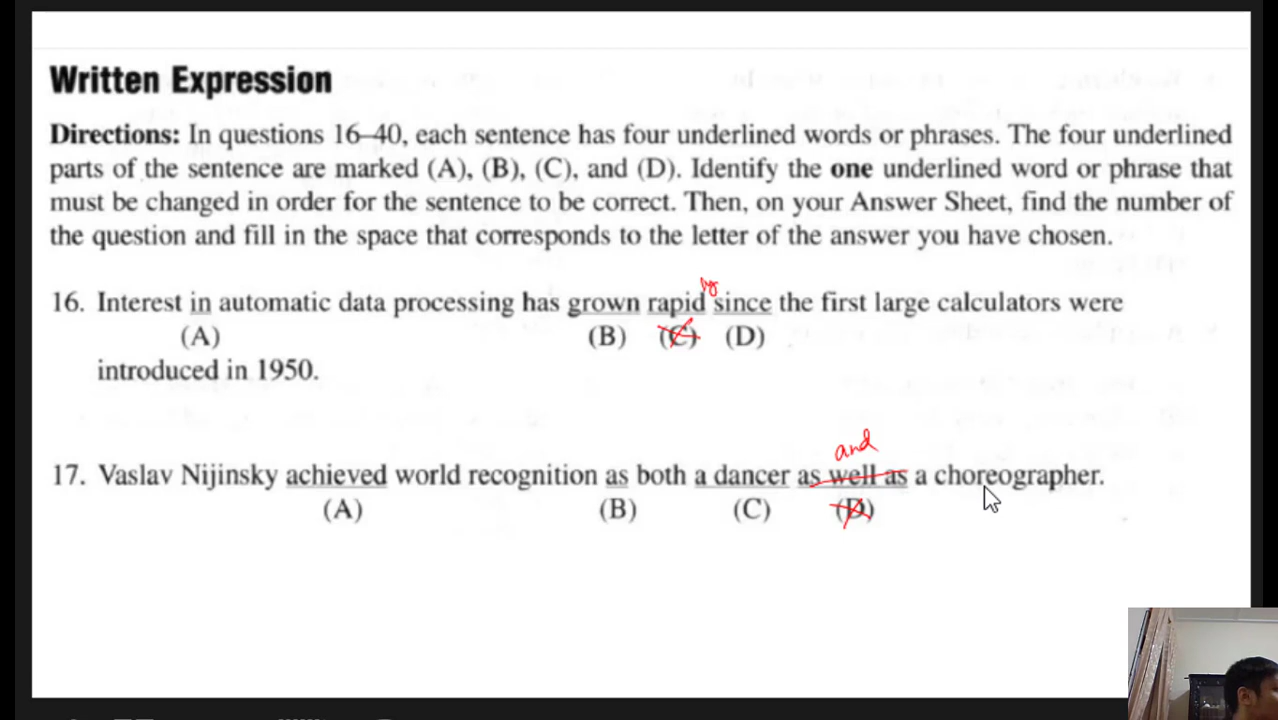 Written Expression
Directions: In questions 16–40, each sentence has four underlined words or phrases. The four underlined
parts of the sentence are marked (A), (B), (C), and (D). Identify the one underlined word or phrase that
must be changed in order for the sentence to be correct. Then, on your Answer Sheet, find the number of
the question and fill in the space that corresponds to the letter of the answer you have chosen.
ly
16. Interest in automatic data processing has grown rapid since the first large calculators were
(A) (B) (C) (D)
introduced in 1950.
and
17. Vaslav Nijinsky achieved world recognition as both a dancer as well as a choreographer.
(A) (B) (C) (D)